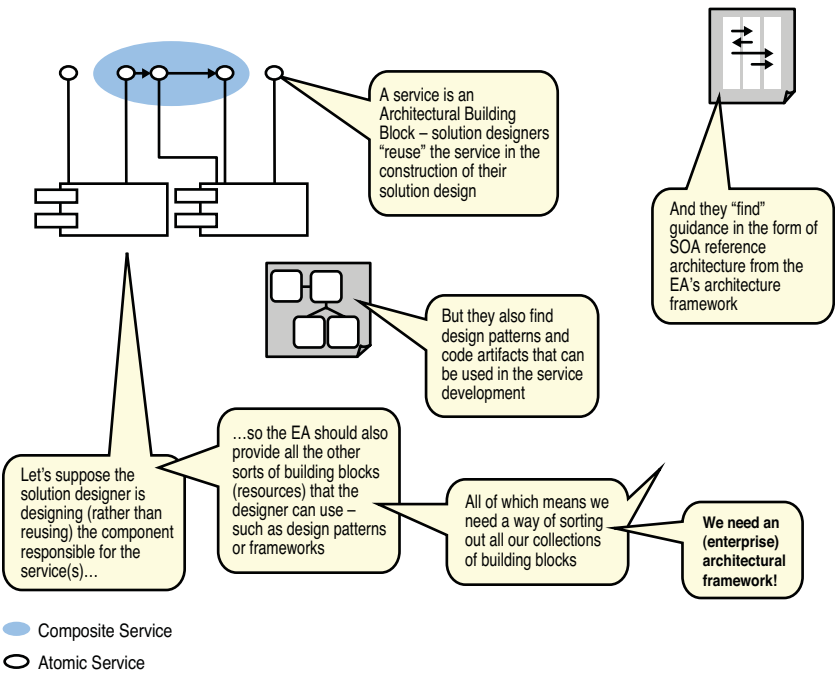 A service is an
Architectural Building
Block – solution designers
“reuse” the service in the
construction of their
solution design
And they “find”
guidance in the form of
SOA reference
architecture from the
EA’s architecture
framework
But they also find
design patterns and
code artifacts that can
be used in the service
development
Let’s suppose the
solution designer is
designing (rather than
reusing) the component
responsible for the
service(s)…
…so the EA should also
provide all the other
sorts of building blocks
(resources) that the
designer can use –
such as design patterns
or frameworks
All of which means we
need a way of sorting
out all our collections
of building blocks
We need an
(enterprise)
architectural
framework!
Composite Service
Atomic Service